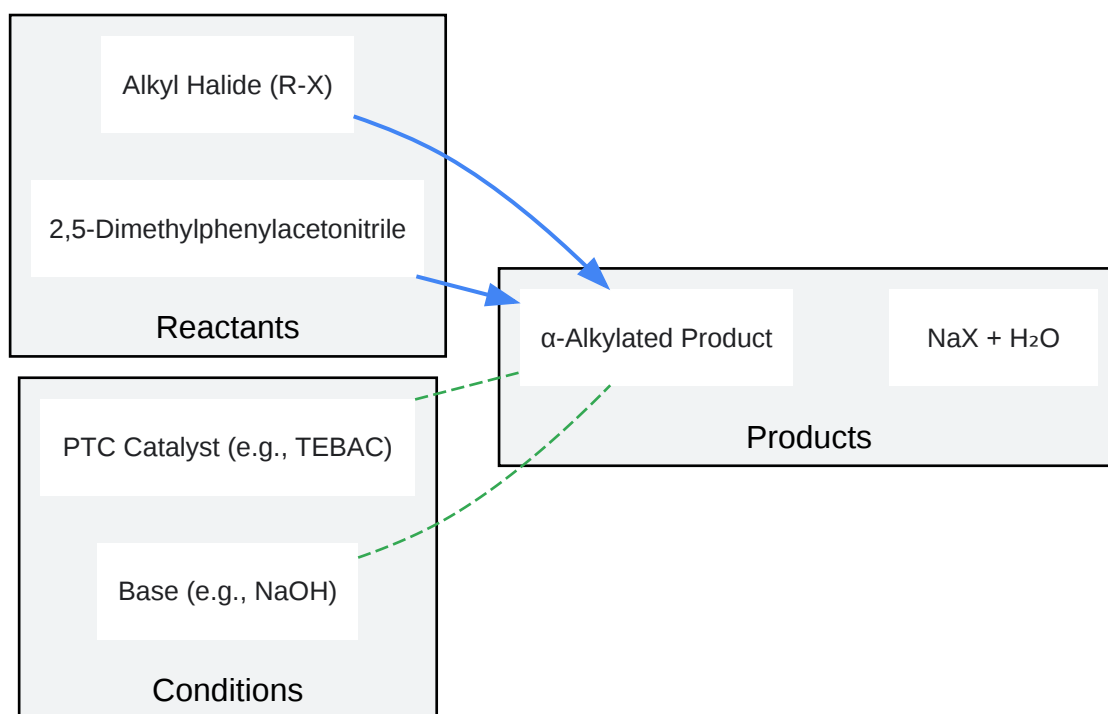 Alkyl Halide (R-X)
2,5-Dimethylphenylacetonitrile
Reactants
α-Alkylated Product
NaX + H₂O
Products
PTC Catalyst (e.g., TEBAC)
Base (e.g., NaOH)
Conditions